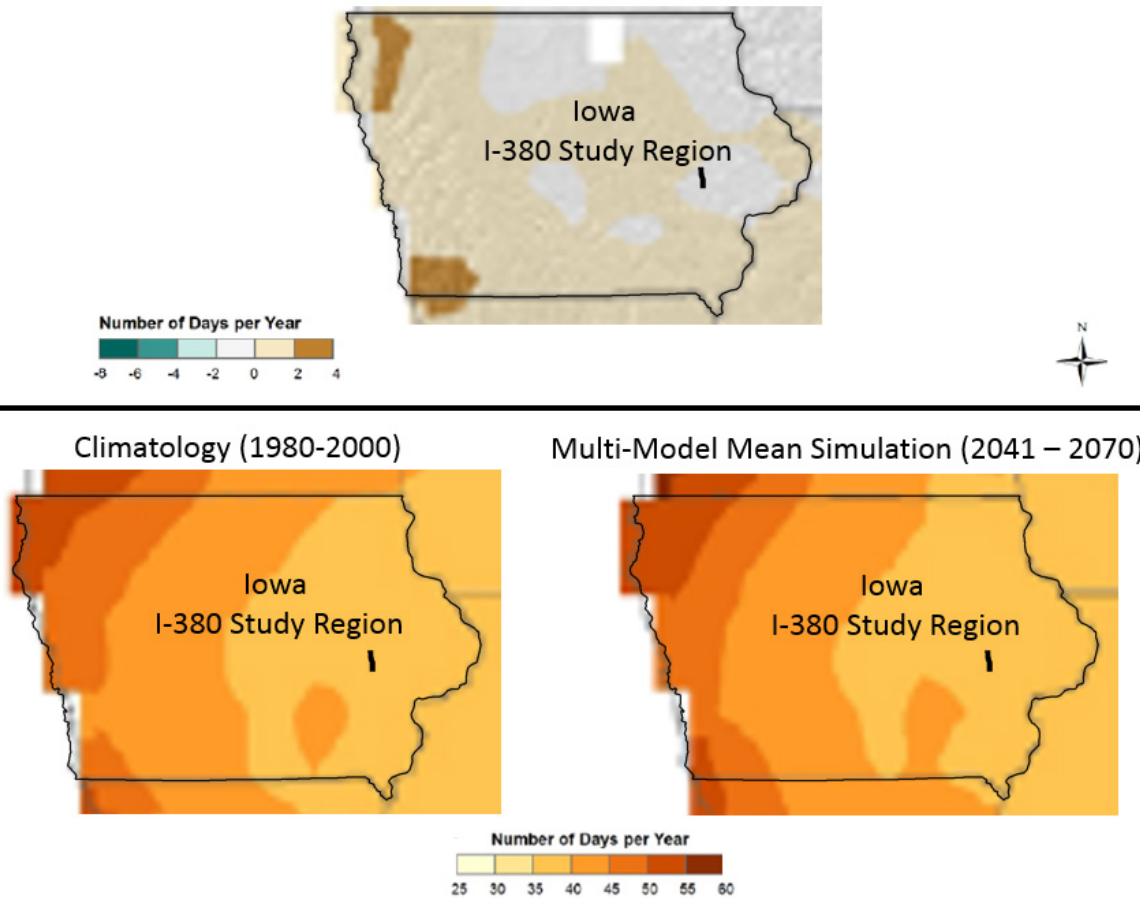 Iowa
I-380 Study Region
Number of Days per Year
-8 -6 -4 -2 0 2 4
N
Climatology (1980-2000)
Multi-Model Mean Simulation (2041 – 2070)
Iowa
I-380 Study Region
Iowa
I-380 Study Region
Number of Days per Year
25 30 35 40 45 50 55 60